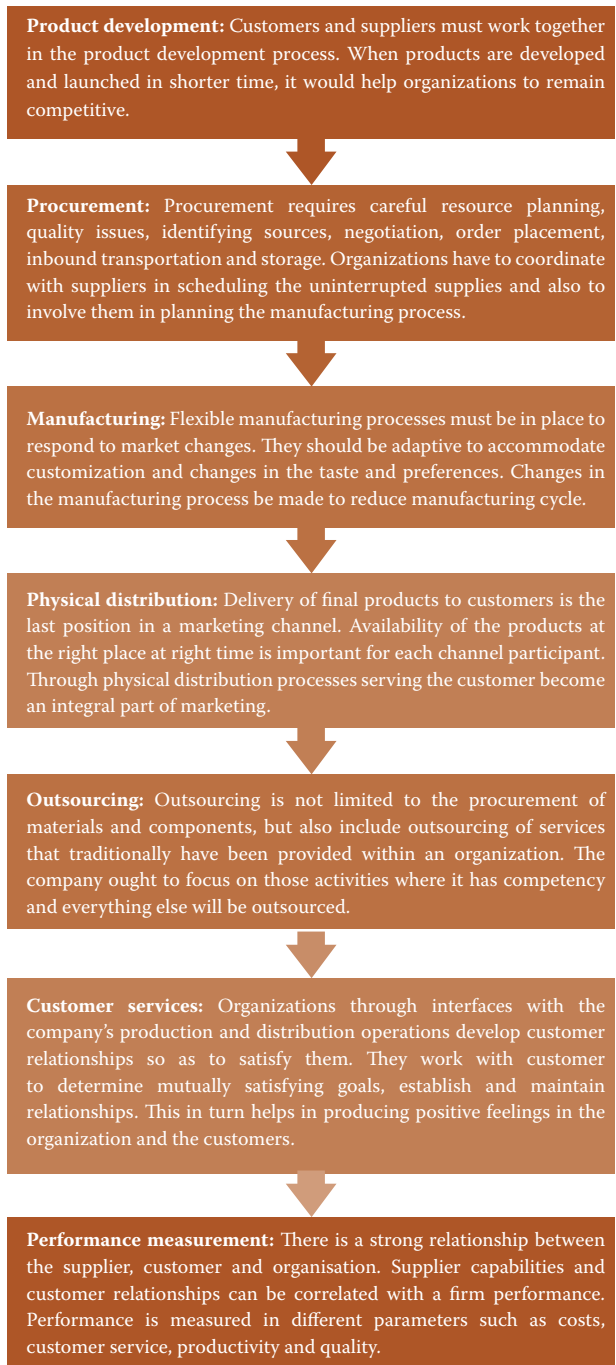 Product development: Customers and suppliers must work together
in the product development process. When products are developed
and launched in shorter time, it would help organizations to remain
competitive.
Procurement: Procurement requires careful resource planning,
quality issues, identifying sources, negotiation, order placement,
inbound transportation and storage. Organizations have to coordinate
with suppliers in scheduling the uninterrupted supplies and also to
involve them in planning the manufacturing process.
Manufacturing: Flexible manufacturing processes must be in place to
respond to market changes. They should be adaptive to accommodate
customization and changes in the taste and preferences. Changes in
the manufacturing process be made to reduce manufacturing cycle.
Physical distribution: Delivery of final products to customers is the
last position in a marketing channel. Availability of the products at
the right place at right time is important for each channel participant.
Through physical distribution processes serving the customer become
an integral part of marketing.
Outsourcing: Outsourcing is not limited to the procurement of
materials and components, but also include outsourcing of services
that traditionally have been provided within an organization. The
company ought to focus on those activities where it has competency
and everything else will be outsourced.
Customer services: Organizations through interfaces with the
company's production and distribution operations develop customer
relationships so as to satisfy them. They work with customer
to determine mutually satisfying goals, establish and maintain
relationships. This in turn helps in producing positive feelings in the
organization and the customers.
Performance measurement: There is a strong relationship between
the supplier, customer and organisation. Supplier capabilities and
customer relationships can be correlated with a firm performance.
Performance is measured in different parameters such as costs,
customer service, productivity and quality.